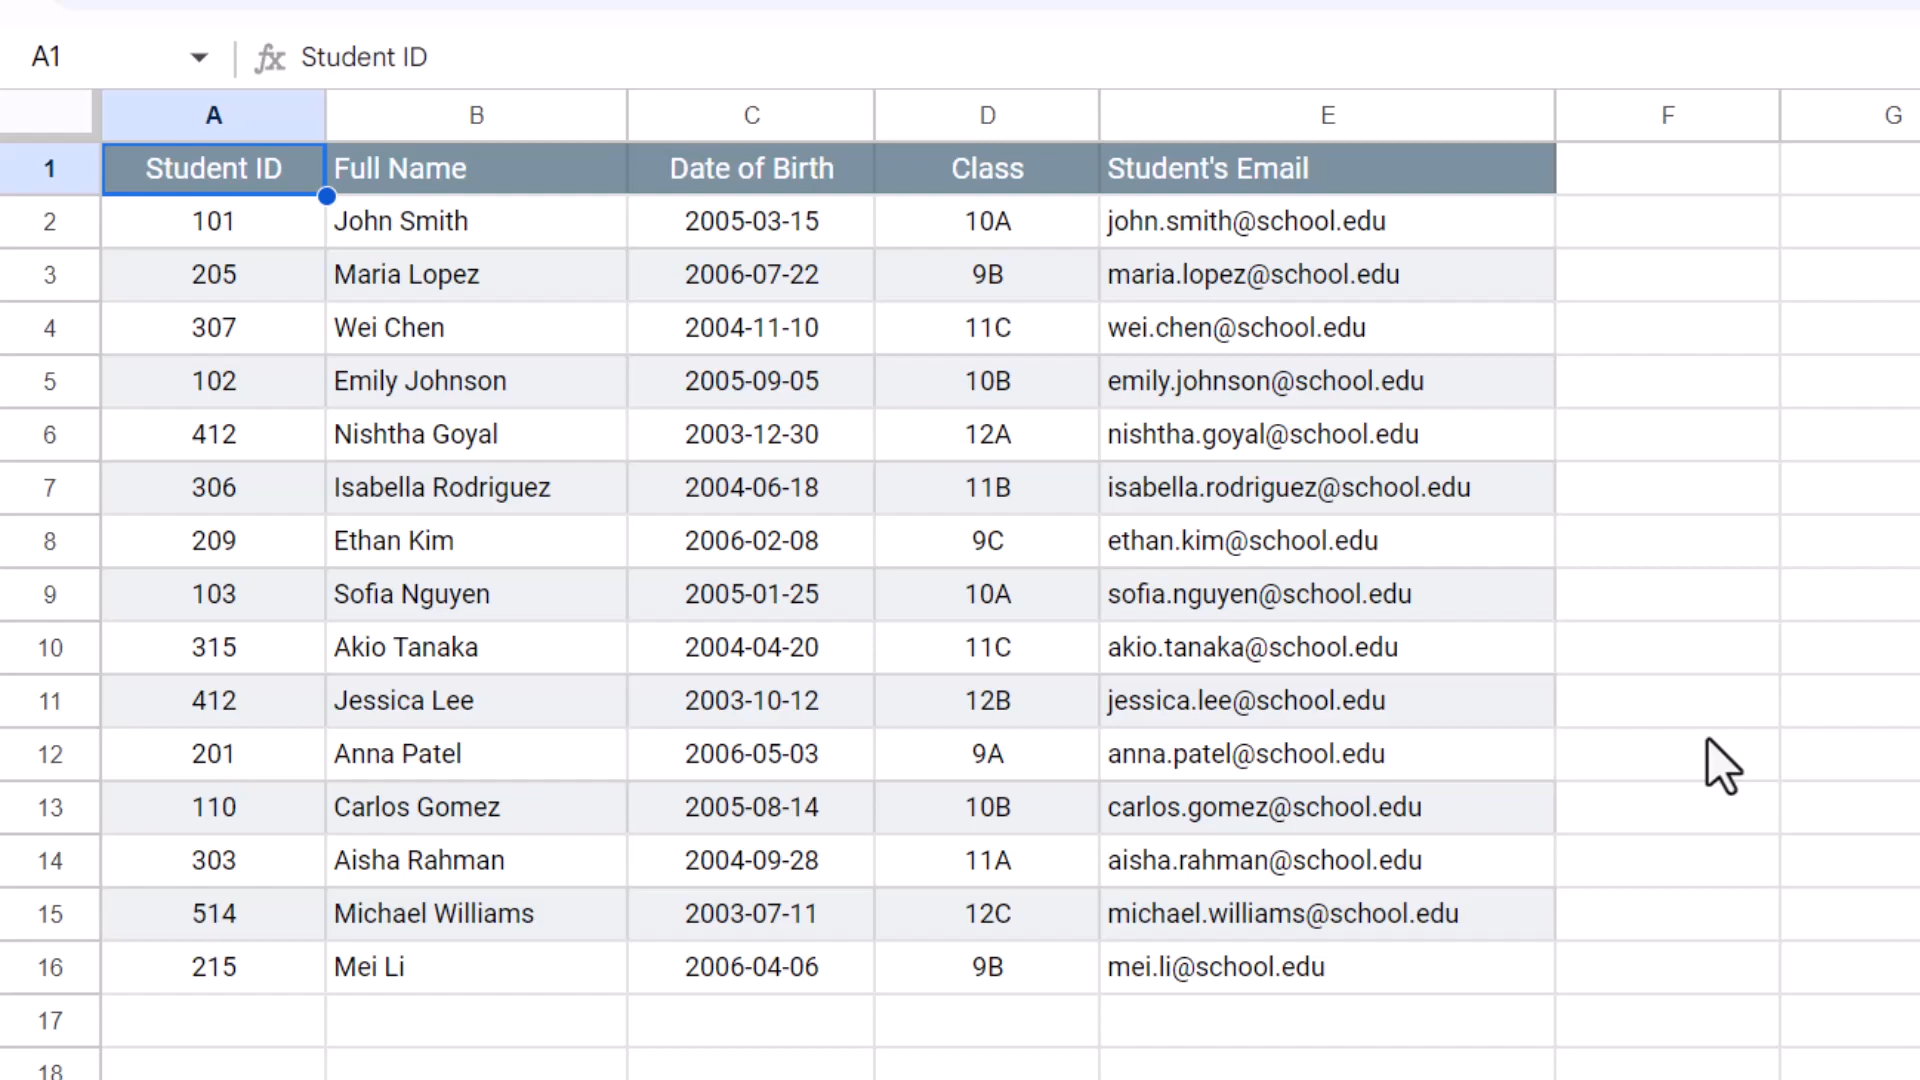 A1 fx Student ID
A B C D E F G
1 Student ID Full Name Date of Birth Class Student's Email
2 101 John Smith 2005-03-15 10A john.smith@school.edu
3 205 Maria Lopez 2006-07-22 9B maria.lopez@school.edu
4 307 Wei Chen 2004-11-10 11C wei.chen@school.edu
5 102 Emily Johnson 2005-09-05 10B emily.johnson@school.edu
6 412 Nishtha Goyal 2003-12-30 12A nishtha.goyal@school.edu
7 306 Isabella Rodriguez 2004-06-18 11B isabella.rodriguez@school.edu
8 209 Ethan Kim 2006-02-08 9C ethan.kim@school.edu
9 103 Sofia Nguyen 2005-01-25 10A sofia.nguyen@school.edu
10 315 Akio Tanaka 2004-04-20 11C akio.tanaka@school.edu
11 412 Jessica Lee 2003-10-12 12B jessica.lee@school.edu
12 201 Anna Patel 2006-05-03 9A anna.patel@school.edu
13 110 Carlos Gomez 2005-08-14 10B carlos.gomez@school.edu
14 303 Aisha Rahman 2004-09-28 11A aisha.rahman@school.edu
15 514 Michael Williams 2003-07-11 12C michael.williams@school.edu
16 215 Mei Li 2006-04-06 9B mei.li@school.edu
17
18